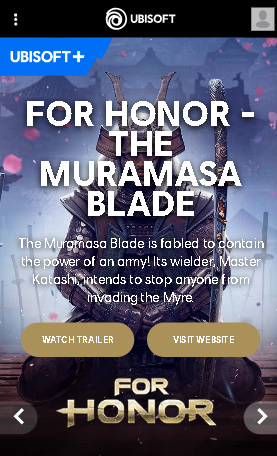 UBISOFT
UBISOFT+
FOR HONOR -
THE
MURAMASA
BLADE
The Muramasa Blade is fabled to contain
the power of an army! Its wielder, Master
Katashi, intends to stop anyone from
invading the Myre.
WATCH TRAILER VISIT WEBSITE
FOR
HONOR